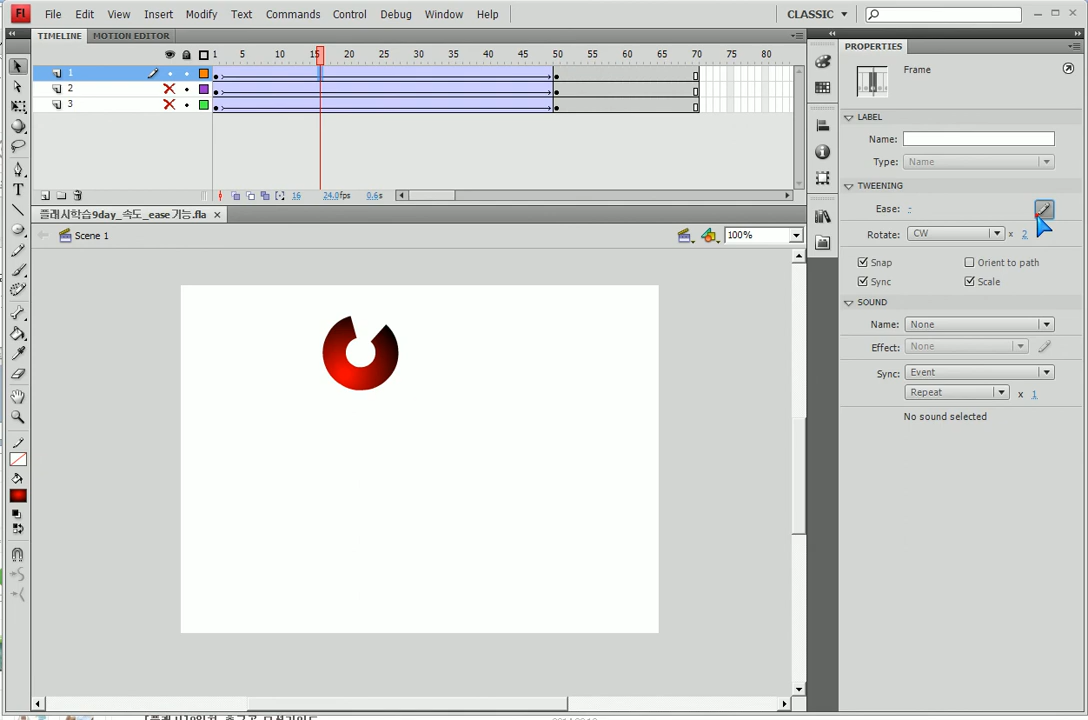 Fl File Edit View Insert Modify Text Commands Control Debug Window Help CLASSIC
TIMELINE MOTION EDITOR
PROPERTIES
1 5 10 15 20 25 30 35 40 45 50 55 60 65 70 75 80
1
2
3
16 24.0fps 0.6s
플래시학습9day_속도_ease기능.fla
Scene 1
100%
Frame
LABEL
Name:
Type: Name
TWEENING
Ease: -
Rotate: CW x 2
Snap Orient to path
Sync Scale
SOUND
Name: None
Effect: None
Sync: Event
Repeat x 1
No sound selected